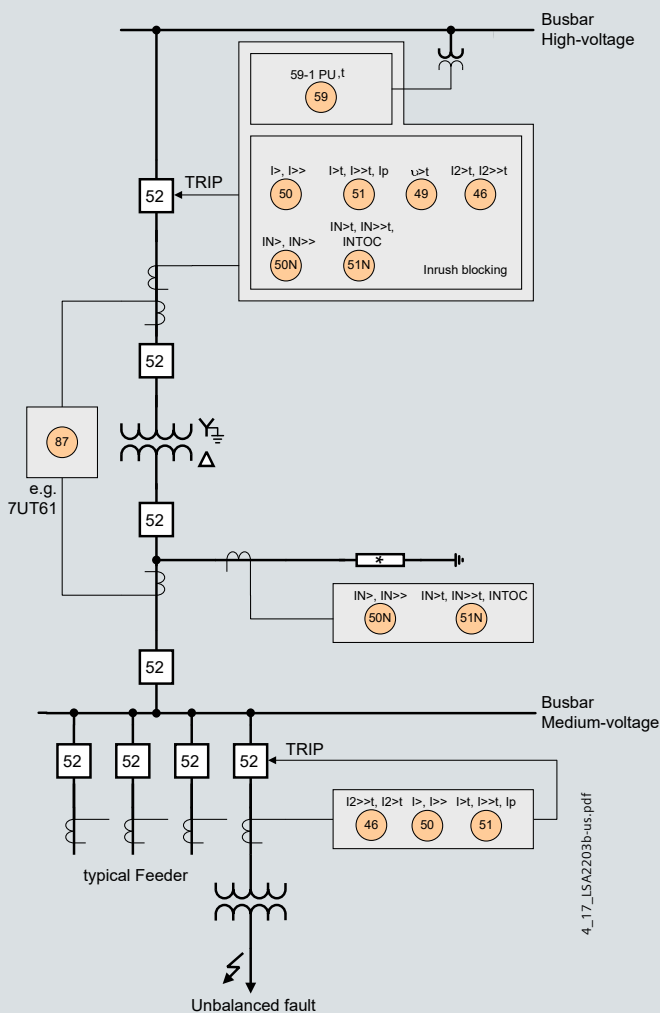 Busbar
High-voltage
59-1 PU,t
59
52
TRIP
I>, I>>
I>t, I>>t, Ip
υ>t
I2>t, I2>>t
50
51
49
46
IN>, IN>>
IN>t, IN>>t,
INTOC
50N
51N
Inrush blocking
52
87
e.g.
7UT61
Y
Δ
52
*
IN>, IN>>
IN>t, IN>>t, INTOC
50N
51N
52
Busbar
Medium-voltage
52
52
52
52
TRIP
I2>>t, I2>t
I>, I>>
I>t, I>>t, Ip
46
50
51
typical Feeder
Unbalanced fault
4_17_LSA2203b-us.pdf